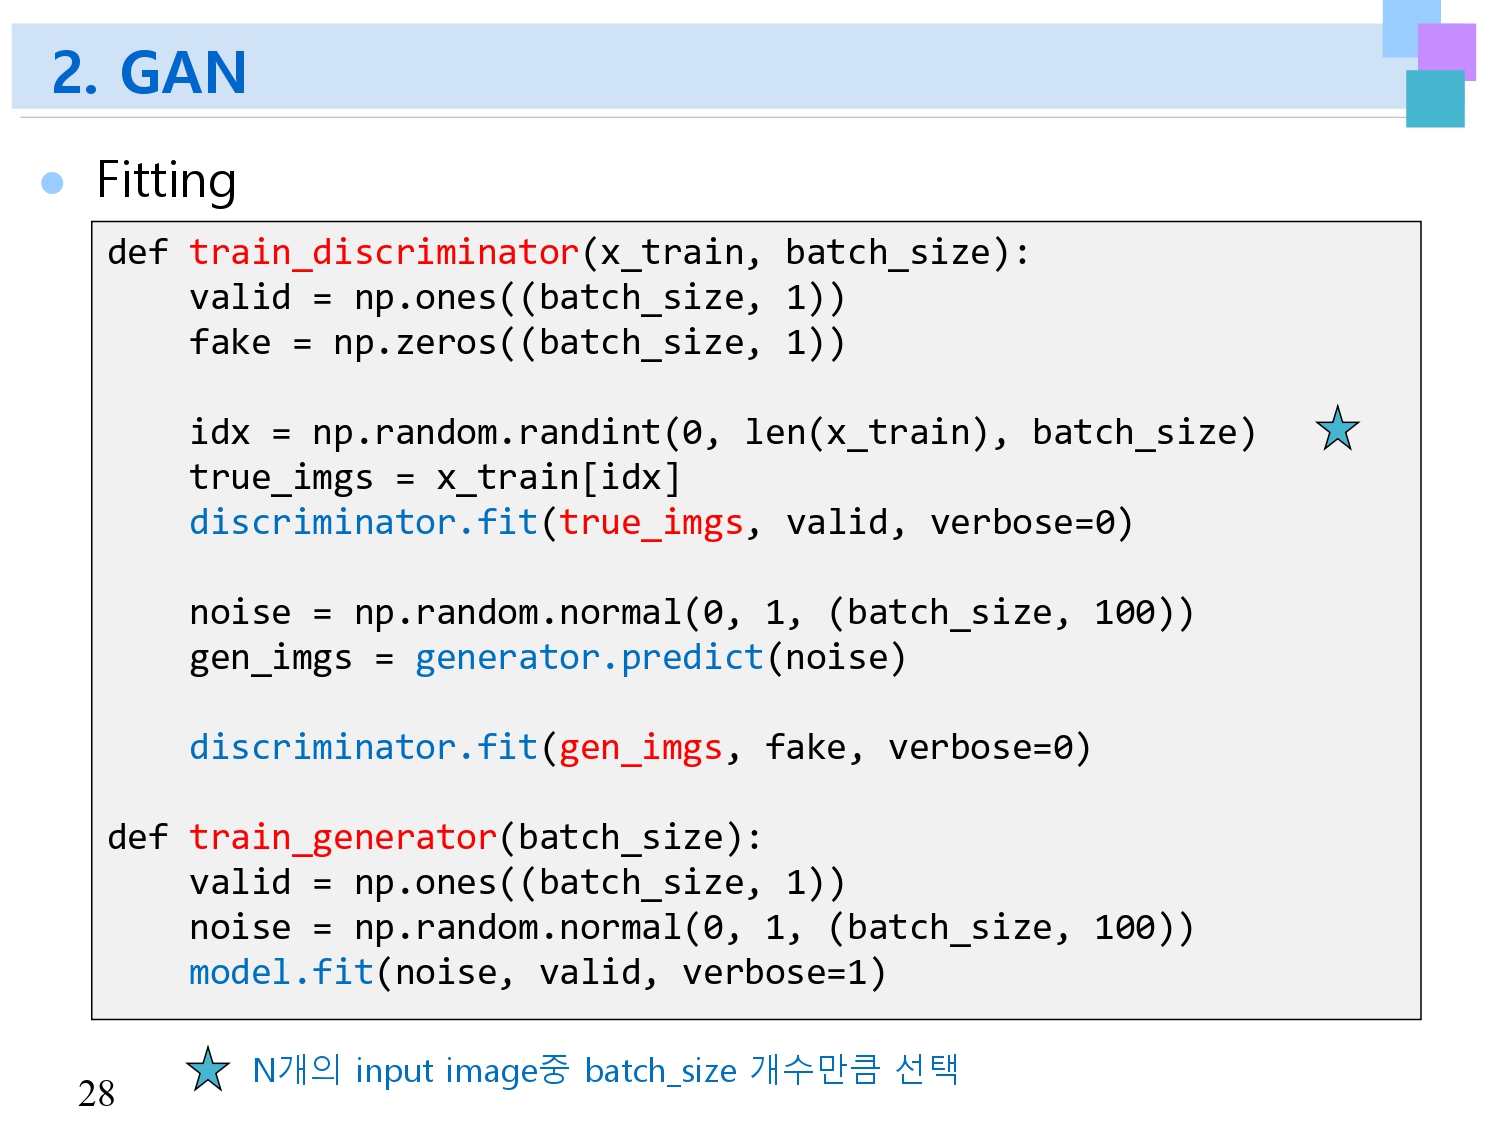 2. GAN
Fitting
def train_discriminator(x_train, batch_size):
    valid = np.ones((batch_size, 1))
    fake = np.zeros((batch_size, 1))

    idx = np.random.randint(0, len(x_train), batch_size)
    true_imgs = x_train[idx]
    discriminator.fit(true_imgs, valid, verbose=0)

    noise = np.random.normal(0, 1, (batch_size, 100))
    gen_imgs = generator.predict(noise)

    discriminator.fit(gen_imgs, fake, verbose=0)

def train_generator(batch_size):
    valid = np.ones((batch_size, 1))
    noise = np.random.normal(0, 1, (batch_size, 100))
    model.fit(noise, valid, verbose=1)
N개의 input image중 batch_size 개수만큼 선택
28